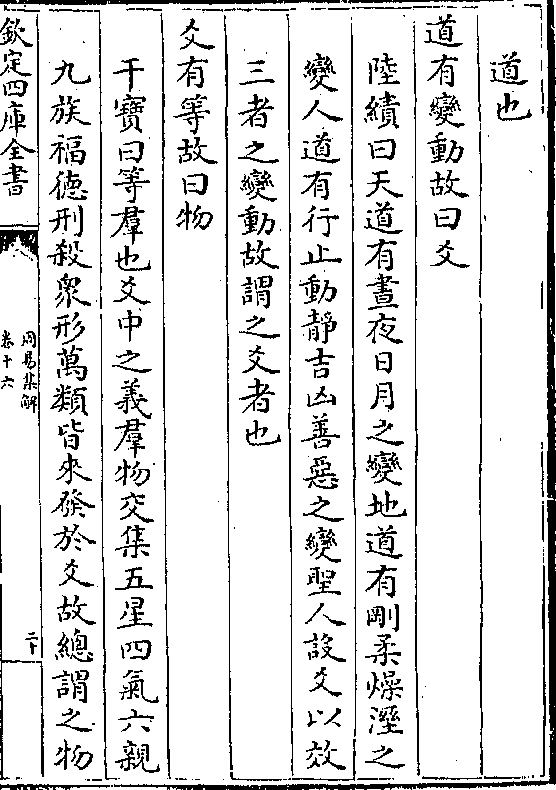 道也
道有變動故曰爻
陸績曰天道有晝夜日月之變地道有剛柔燥溼之
變人道有行止動靜吉凶善惡之變聖人設爻以效
三者之變動故謂之爻者也
爻有等故曰物
干寶曰等羣也爻中之義羣物交集五星四氣六親
九族福德刑殺衆形萬類皆來發於爻故總謂之物
欽定四庫全書
周易集解
卷十六
二十